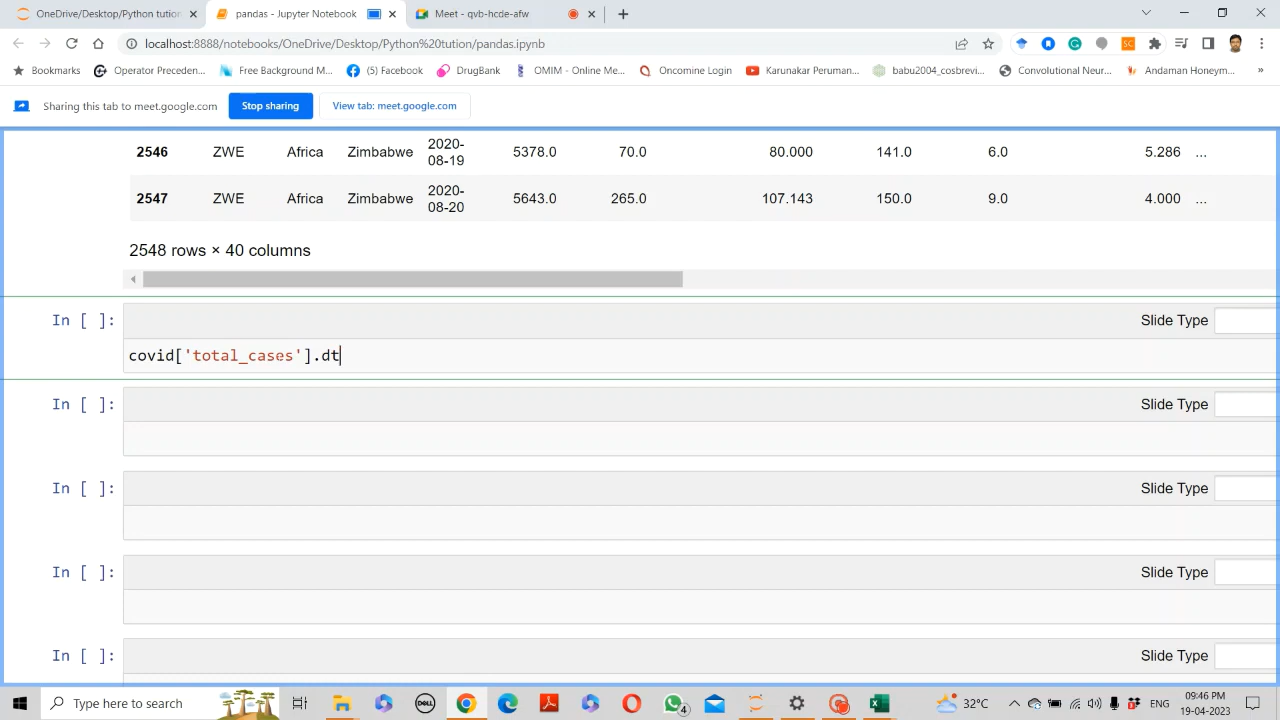 OneDrive/Desktop/Python tution/
pandas - Jupyter Notebook
Meet - qvb-hcde-afw
localhost:8888/notebooks/OneDrive/Desktop/Python%20tution/pandas.ipynb
SC
Bookmarks
Operator Preceden...
Free Background M...
(5) Facebook
DrugBank
OMIM - Online Me...
Oncomine Login
Karunakar Peruman...
babu2004_cosbrevi...
Convolutional Neur...
Andaman Honeym...
»
Sharing this tab to meet.google.com
Stop sharing
View tab: meet.google.com
2546 ZWE Africa Zimbabwe 2020-08-19 5378.0 70.0 80.000 141.0 6.0 5.286 ...
2547 ZWE Africa Zimbabwe 2020-08-20 5643.0 265.0 107.143 150.0 9.0 4.000 ...
2548 rows × 40 columns
In [ ]: Slide Type
covid['total_cases'].dt
In [ ]: Slide Type
In [ ]: Slide Type
In [ ]: Slide Type
In [ ]: Slide Type
Type here to search
DELL
4
32°C
ENG
09:46 PM
19-04-2023